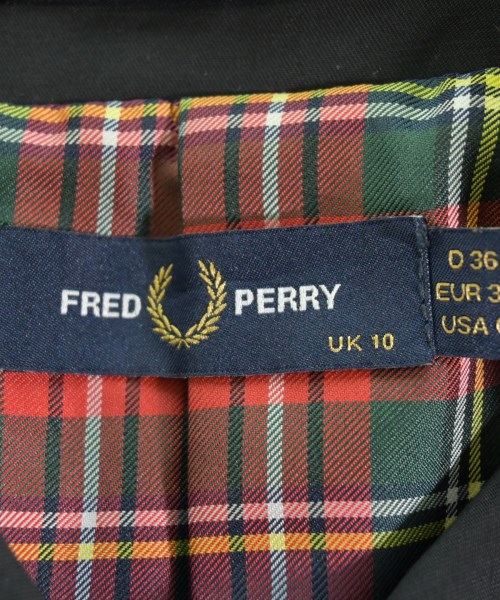 FRED PERRY
UK 10
D 36
EUR 3
USA